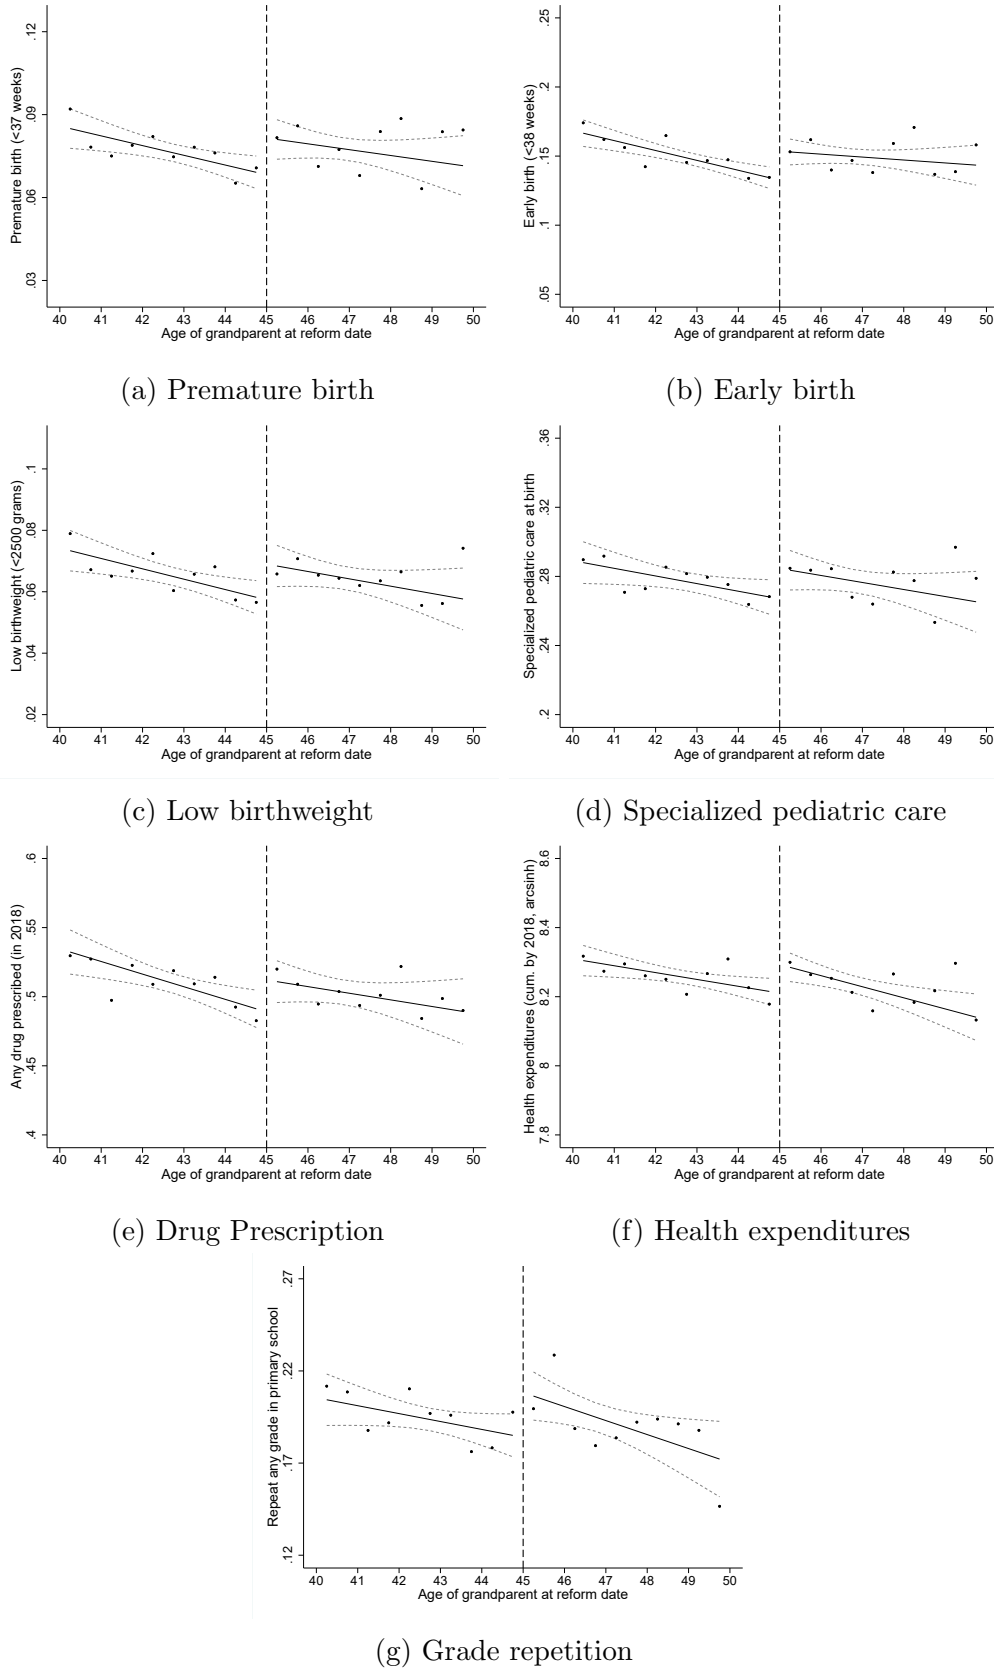 Premature birth (<37 weeks)
.12
.09
.06
.03
40 41 42 43 44 45 46 47 48 49 50
Age of grandparent at reform date
(a) Premature birth
Early birth (<38 weeks)
.25
.2
.15
.1
.05
40 41 42 43 44 45 46 47 48 49 50
Age of grandparent at reform date
(b) Early birth
Low birthweight (<2500 grams)
.1
.08
.06
.04
.02
40 41 42 43 44 45 46 47 48 49 50
Age of grandparent at reform date
(c) Low birthweight
Specialized pediatric care at birth
.36
.32
.28
.24
.2
40 41 42 43 44 45 46 47 48 49 50
Age of grandparent at reform date
(d) Specialized pediatric care
Any drug prescribed (in 2018)
.6
.55
.5
.45
.4
40 41 42 43 44 45 46 47 48 49 50
Age of grandparent at reform date
(e) Drug Prescription
Health expenditures (cum. by 2018, arcsinh)
8.6
8.4
8.2
8
7.8
40 41 42 43 44 45 46 47 48 49 50
Age of grandparent at reform date
(f) Health expenditures
Repeat any grade in primary school
.27
.22
.17
.12
40 41 42 43 44 45 46 47 48 49 50
Age of grandparent at reform date
(g) Grade repetition